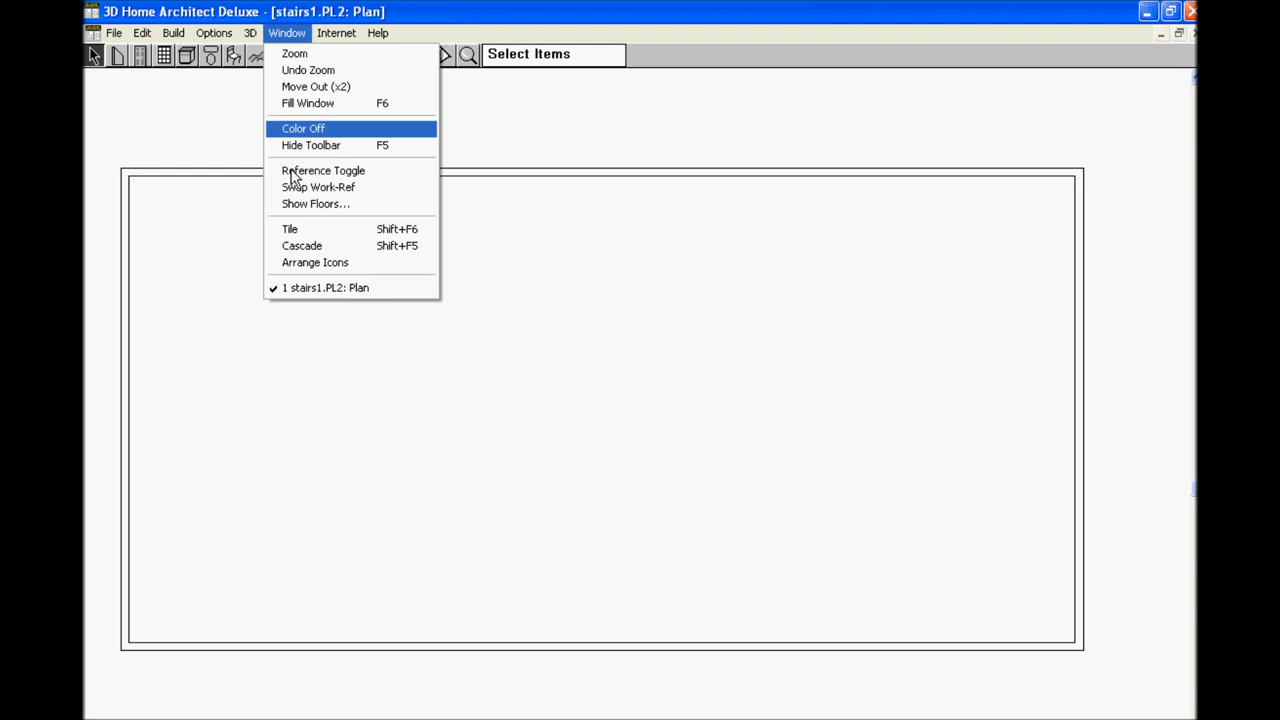 3D Home Architect Deluxe - [stairs1.PL2: Plan]
File Edit Build Options 3D Window Internet Help
Select Items
Zoom
Undo Zoom
Move Out (x2)
Fill Window F6
Color Off
Hide Toolbar F5
Reference Toggle
Swap Work-Ref
Show Floors...
Tile Shift+F6
Cascade Shift+F5
Arrange Icons
1 stairs1.PL2: Plan